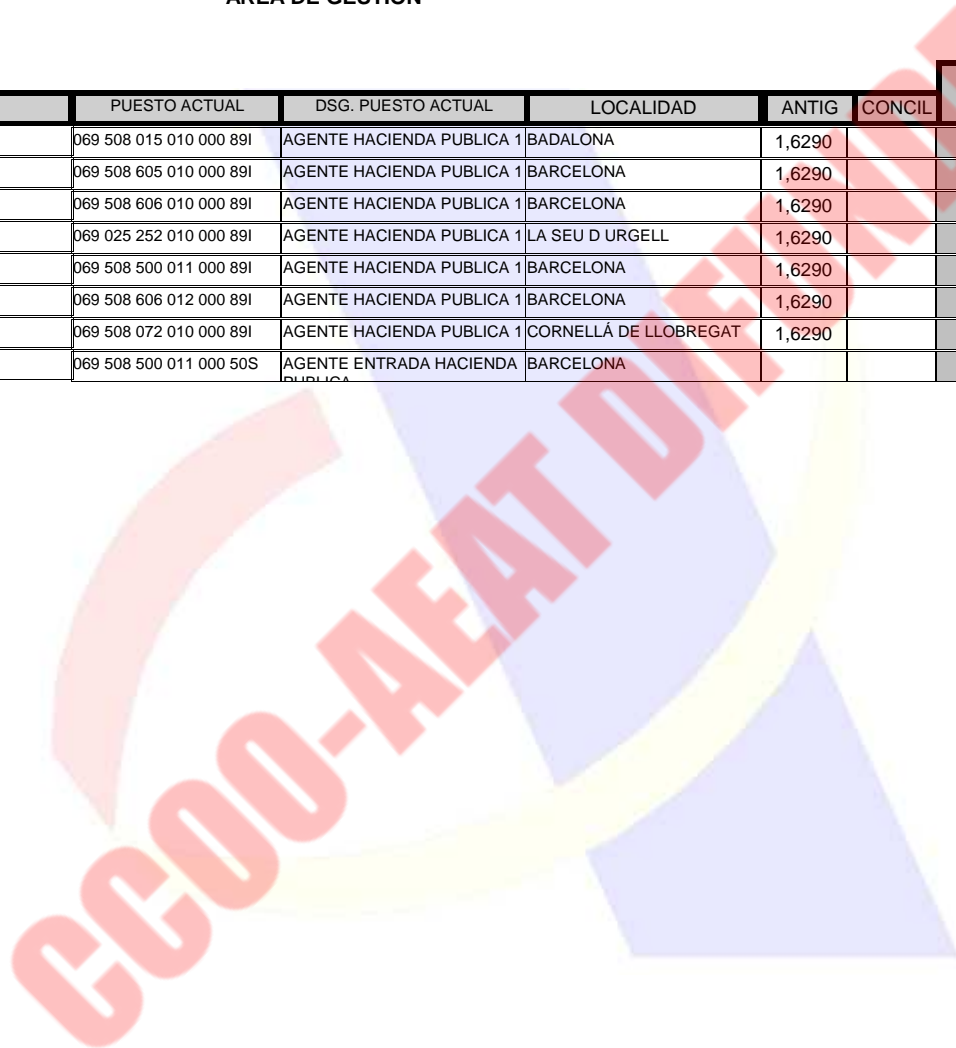 AREA DE GESTION
PUESTO ACTUAL DSG. PUESTO ACTUAL LOCALIDAD ANTIG CONCIL
069 508 015 010 000 89I AGENTE HACIENDA PUBLICA 1 BADALONA 1,6290
069 508 605 010 000 89I AGENTE HACIENDA PUBLICA 1 BARCELONA 1,6290
069 508 606 010 000 89I AGENTE HACIENDA PUBLICA 1 BARCELONA 1,6290
069 025 252 010 000 89I AGENTE HACIENDA PUBLICA 1 LA SEU D URGELL 1,6290
069 508 500 011 000 89I AGENTE HACIENDA PUBLICA 1 BARCELONA 1,6290
069 508 606 012 000 89I AGENTE HACIENDA PUBLICA 1 BARCELONA 1,6290
069 508 072 010 000 89I AGENTE HACIENDA PUBLICA 1 CORNELLÁ DE LLOBREGAT 1,6290
069 508 500 011 000 50S AGENTE ENTRADA HACIENDA BARCELONA
PUBLICA
CCOO-AEAT DIFUND